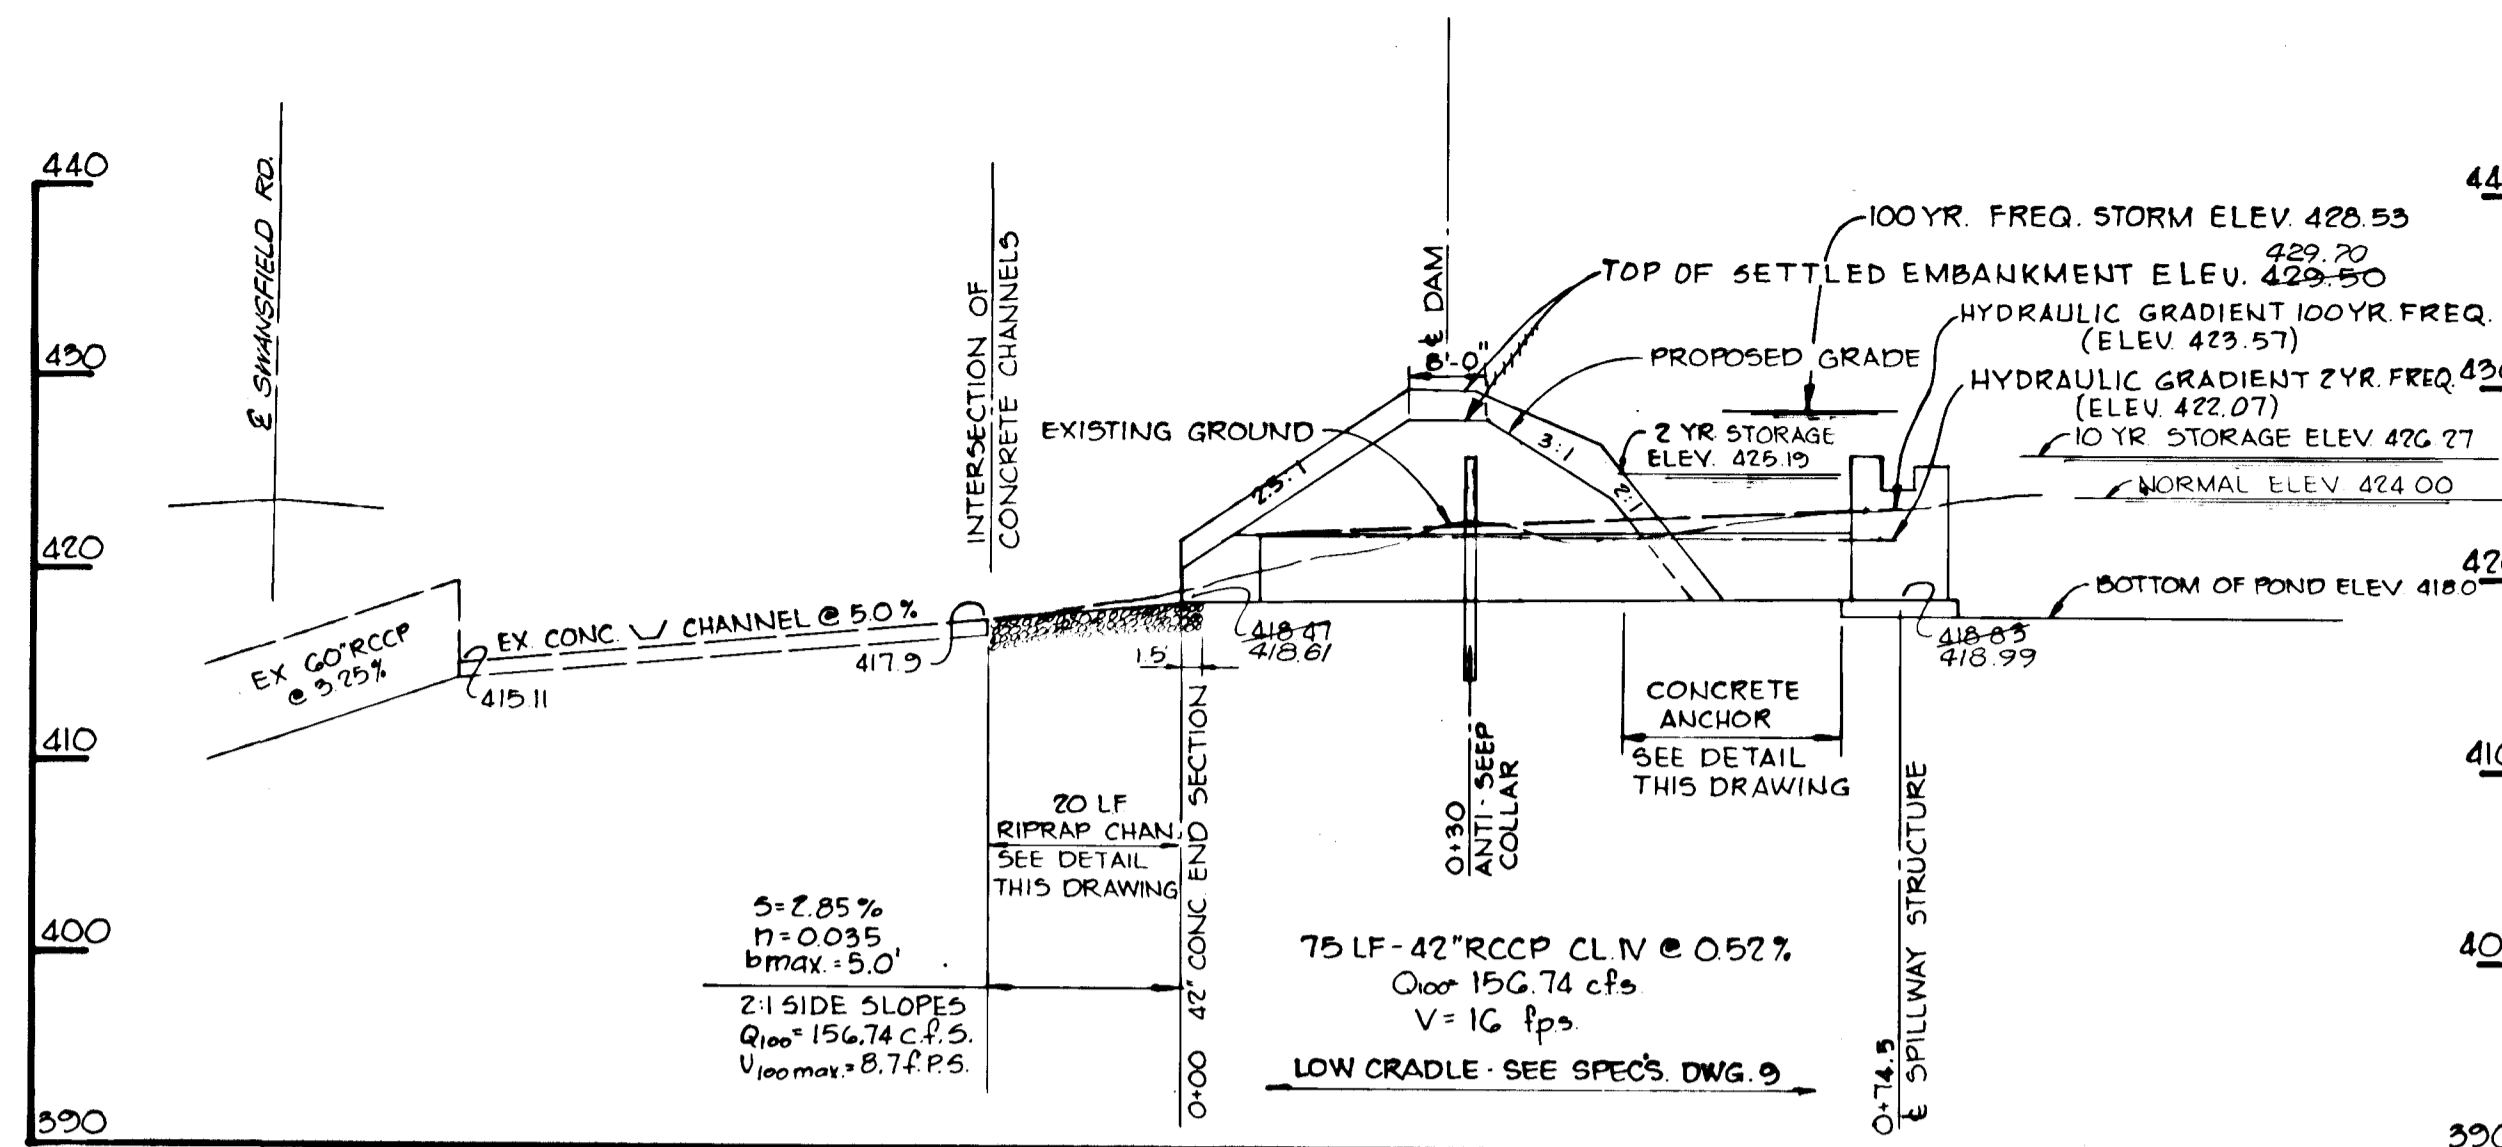 440
430
420
410
400
390
℄ SWANSFIELD RD.
INTERSECTION OF
CONCRETE CHANNELS
℄ DAM
8'-0"
100 YR. FREQ. STORM ELEV. 428.53
429.70
TOP OF SETTLED EMBANKMENT ELEV. 429.50
HYDRAULIC GRADIENT 100 YR. FREQ.
(ELEV. 423.57)
PROPOSED GRADE
HYDRAULIC GRADIENT 2 YR. FREQ.
(ELEV. 422.07)
EXISTING GROUND
2 YR. STORAGE
ELEV. 425.19
10 YR. STORAGE ELEV. 426.27
NORMAL ELEV. 424.00
2.5:1
3:1
2:1
BOTTOM OF POND ELEV. 418.0
EX 60" RCCP
@ 3.25%
EX. CONC. V CHANNEL @ 5.0%
415.11
417.9
1.5'
418.47
418.61
418.83
418.99
CONCRETE
ANCHOR
SEE DETAIL
THIS DRAWING
20 LF
RIPRAP CHAN.
SEE DETAIL
THIS DRAWING
0+00 42" CONC. END SECTION
0+30
ANTI-SEEP
COLLAR
0+74.5
℄ SPILLWAY STRUCTURE
S=2.85%
n=0.035
bmax.=5.0'
2:1 SIDE SLOPES
Q100=156.74 C.f.S.
V100max.=8.7 f.P.S.
75 LF-42" RCCP CL. IV @ 0.52%
Q100= 156.74 cfs
V= 16 fps.
LOW CRADLE - SEE SPEC'S. DWG. 9
44
430
420
410
40
390